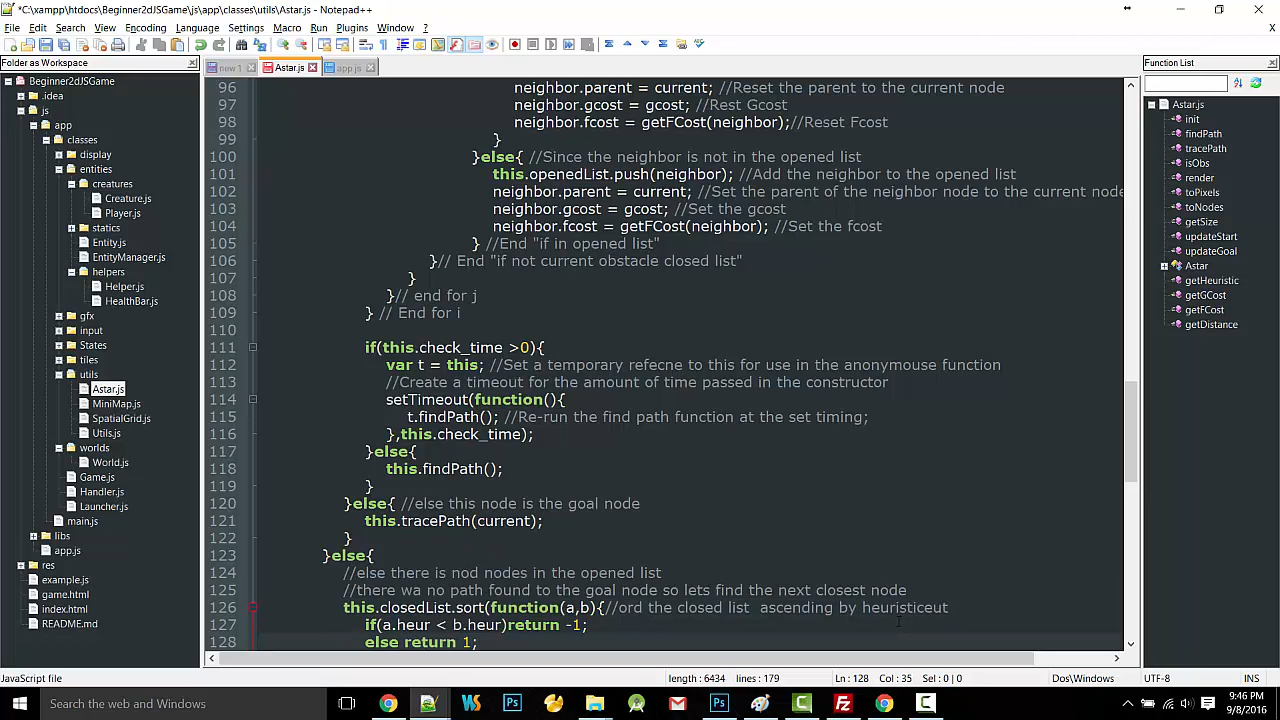 *C:\xampp\htdocs\Beginner2dJSGame\js\app\classes\utils\Astar.js - Notepad++
File Edit Search View Encoding Language Settings Macro Run Plugins Window ?
Folder as Workspace
new 1 Astar.js app.js
Function List
Beginner2dJSGame
.idea
js
app
classes
display
entities
creatures
Creature.js
Player.js
statics
Entity.js
EntityManager.js
helpers
Helper.js
HealthBar.js
gfx
input
States
tiles
utils
Astar.js
MiniMap.js
SpatialGrid.js
Utils.js
worlds
World.js
Game.js
Handler.js
Launcher.js
main.js
libs
app.js
res
example.js
game.html
index.html
README.md
96 neighbor.parent = current; //Reset the parent to the current node
97 neighbor.gcost = gcost; //Rest Gcost
98 neighbor.fcost = getFCost(neighbor);//Reset Fcost
99 }
100 }else{ //Since the neighbor is not in the opened list
101 this.openedList.push(neighbor); //Add the neighbor to the opened list
102 neighbor.parent = current; //Set the parent of the neighbor node to the current node
103 neighbor.gcost = gcost; //Set the gcost
104 neighbor.fcost = getFCost(neighbor); //Set the fcost
105 } //End "if in opened list"
106 }// End "if not current obstacle closed list"
107 }
108 }// end for j
109 } // End for i
110
111 if(this.check_time >0){
112 var t = this; //Set a temporary refecne to this for use in the anonymouse function
113 //Create a timeout for the amount of time passed in the constructor
114 setTimeout(function(){
115 t.findPath(); //Re-run the find path function at the set timing;
116 },this.check_time);
117 }else{
118 this.findPath();
119 }
120 }else{ //else this node is the goal node
121 this.tracePath(current);
122 }
123 }else{
124 //else there is nod nodes in the opened list
125 //there wa no path found to the goal node so lets find the next closest node
126 this.closedList.sort(function(a,b){//ord the closed list  ascending by heuristiceut
127 if(a.heur < b.heur)return -1;
128 else return 1;
Astar.js
init
findPath
tracePath
isObs
render
toPixels
toNodes
getSize
updateStart
updateGoal
Astar
getHeuristic
getGCost
getFCost
getDistance
JavaScript file length : 6434 lines : 179 Ln : 128 Col : 35 Sel : 0 | 0 Dos\Windows UTF-8 INS
Search the web and Windows
9:46 PM
9/8/2016